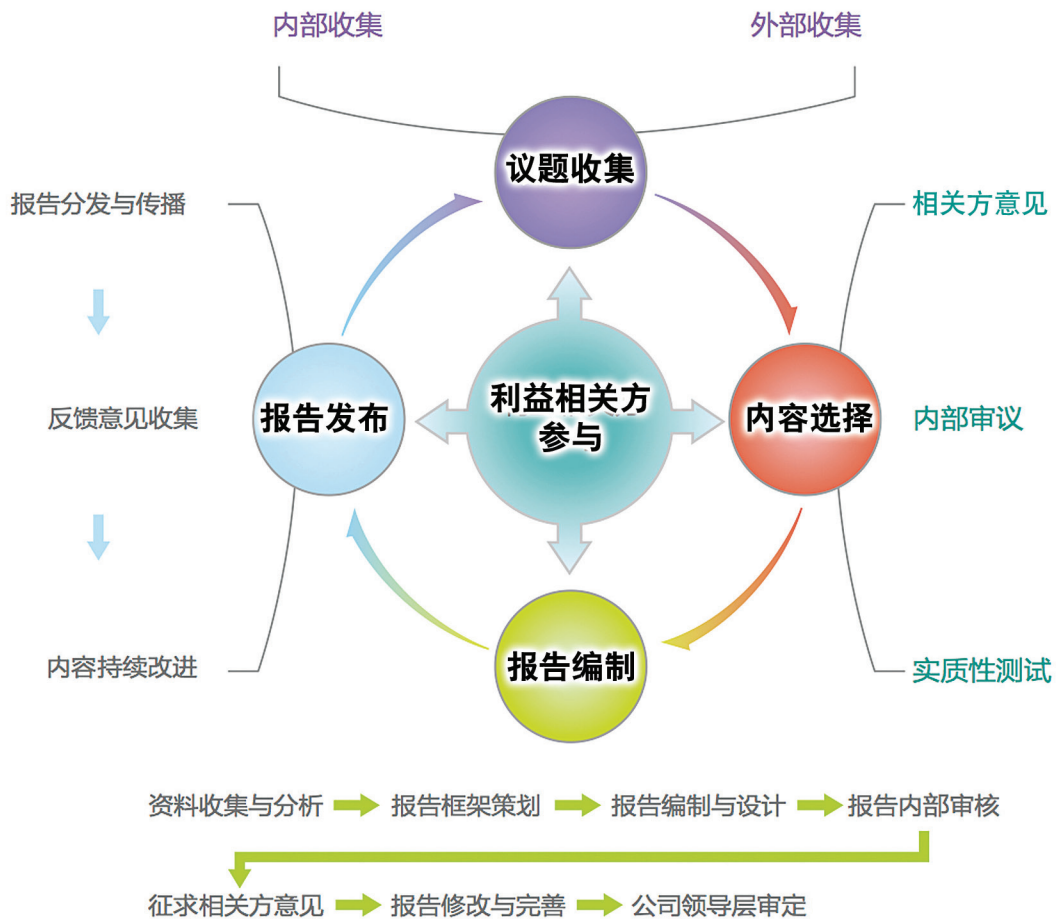 内部收集
外部收集
议题收集
报告分发与传播
相关方意见
利益相关方
参与
报告发布
内容选择
反馈意见收集
内部审议
报告编制
内容持续改进
实质性测试
资料收集与分析
报告框架策划
报告编制与设计
报告内部审核
征求相关方意见
报告修改与完善
公司领导层审定